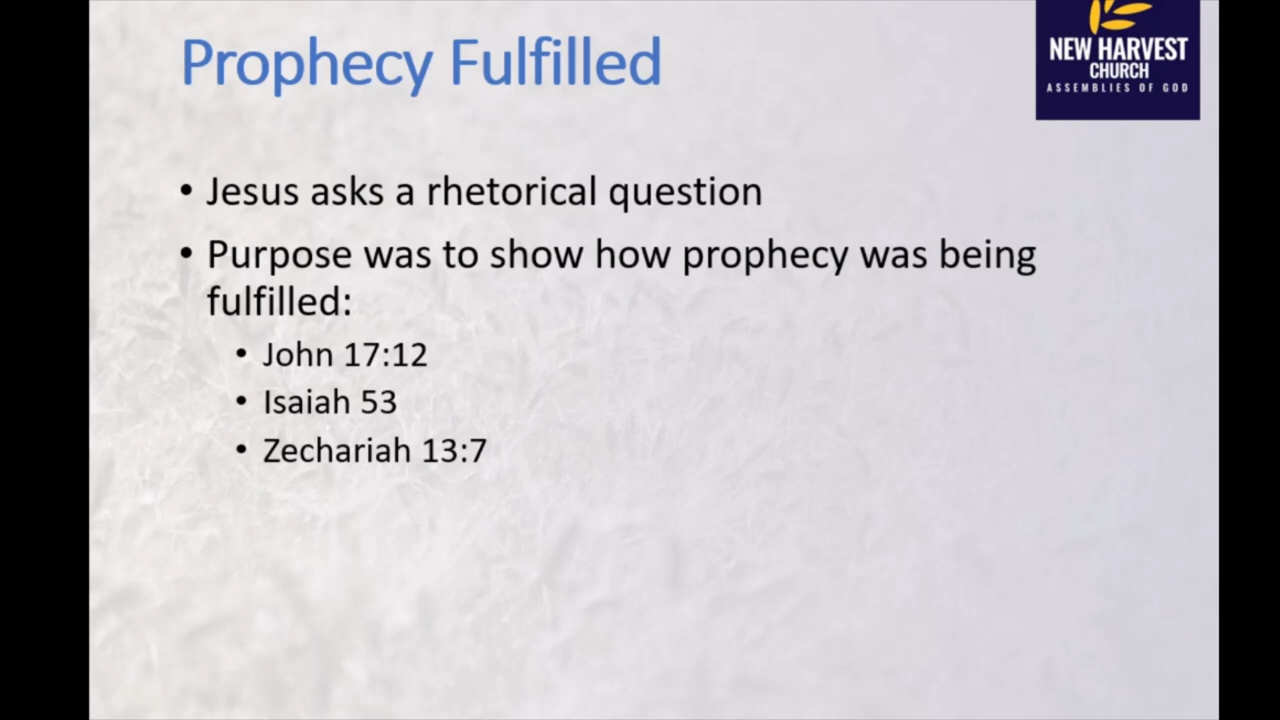 Prophecy Fulfilled
NEW HARVEST
CHURCH
ASSEMBLIES OF GOD
• Jesus asks a rhetorical question
• Purpose was to show how prophecy was being
fulfilled:
• John 17:12
• Isaiah 53
• Zechariah 13:7